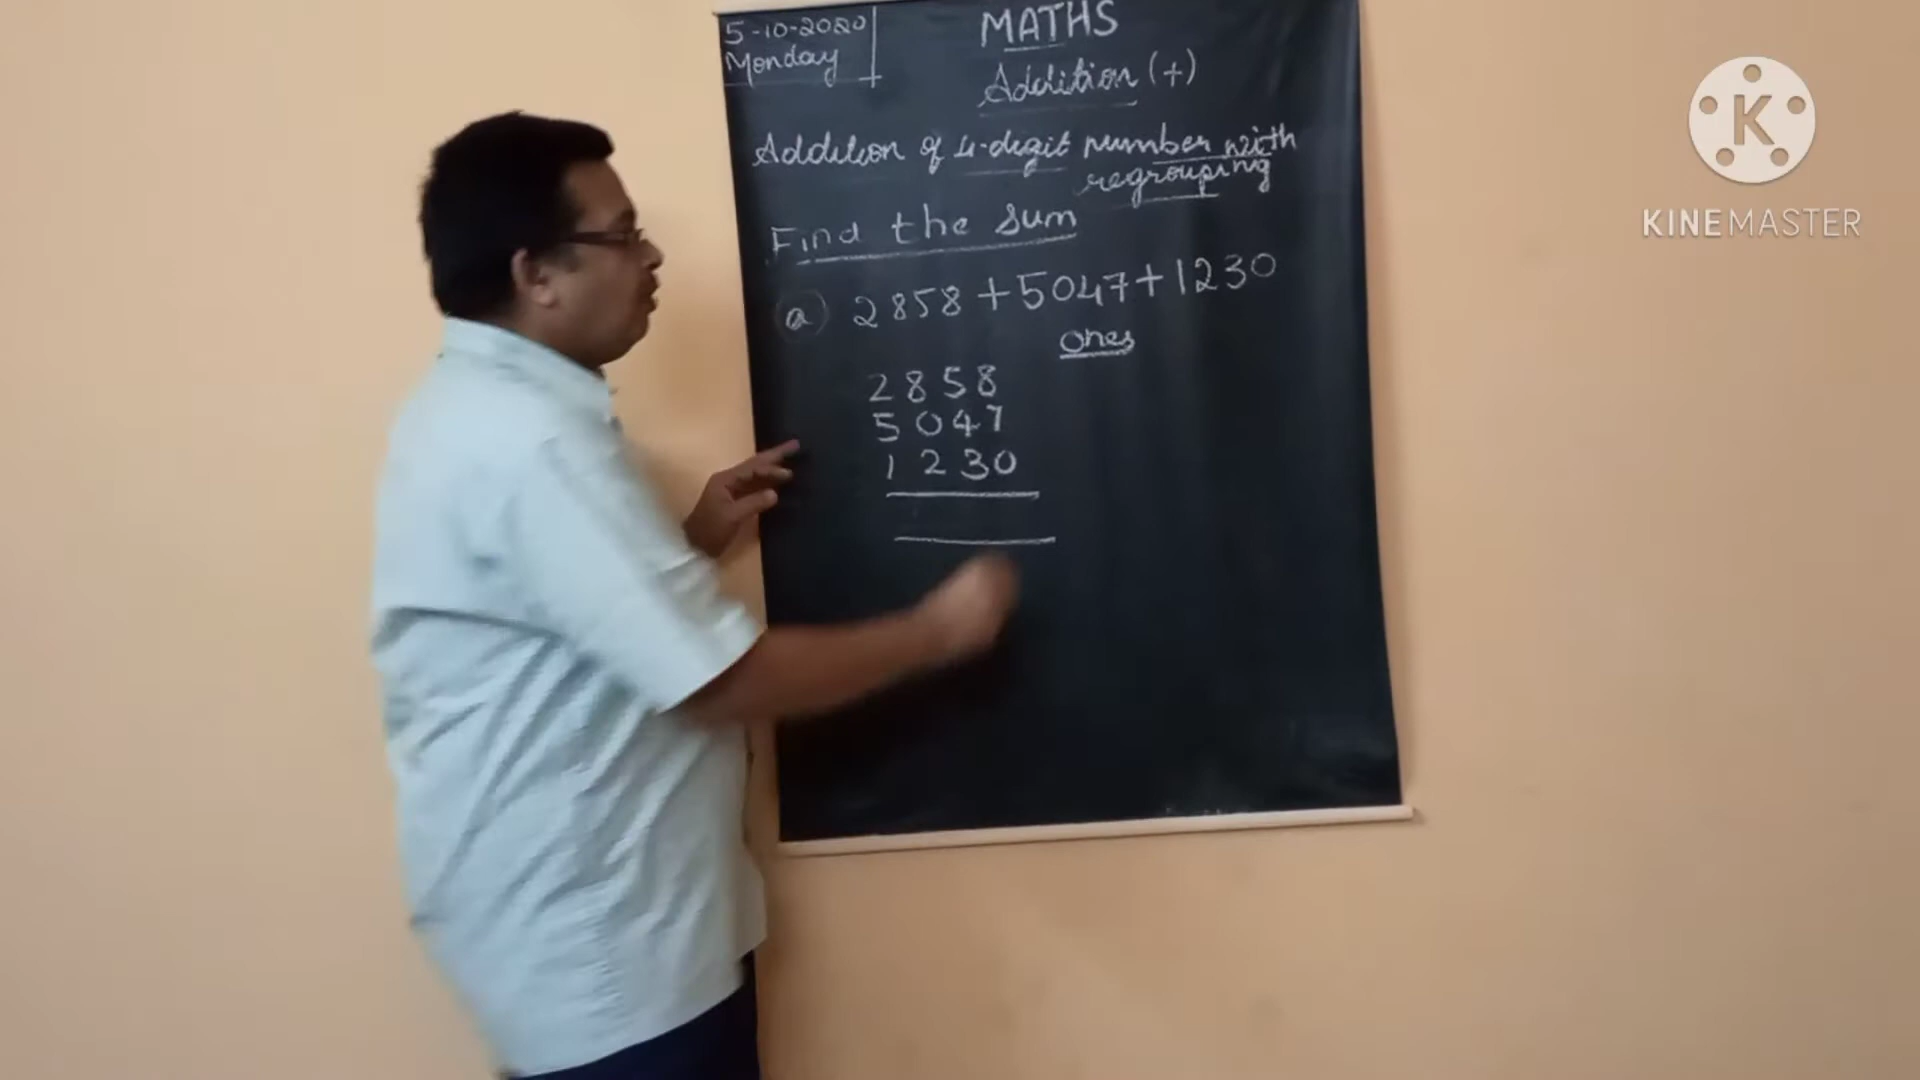 5-10-2020
Monday
MATHS
Addition (+)
Addition of 4-digit number with
regrouping
Find the sum
a) 2858 + 5047 + 1230
Ones
2 8 5 8
5 0 4 7
1 2 3 0
K
KINEMASTER